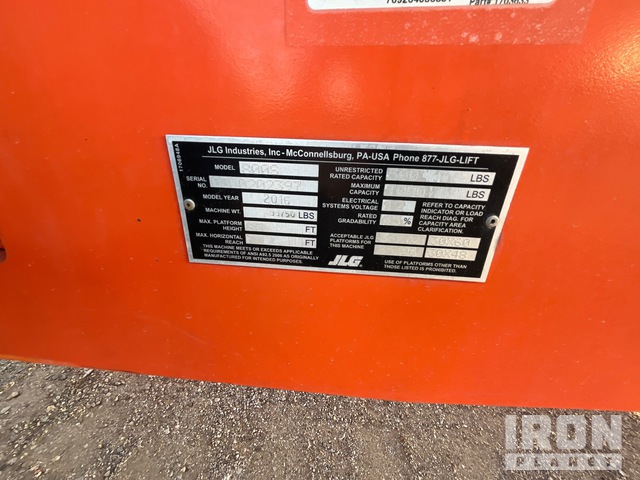 Part# 1703633
1706948A
JLG Industries, Inc - McConnellsburg, PA-USA Phone 877-JLG-LIFT
MODEL
SERIAL NO.
MODEL YEAR 2016
MACHINE WT. LBS
MAX. PLATFORM HEIGHT FT
MAX. HORIZONTAL REACH FT
THIS MACHINE MEETS OR EXCEEDS APPLICABLE
REQUIREMENTS OF ANSI A92.5 2006 AS ORIGINALLY
MANUFACTURED FOR INTENDED PURPOSES.
UNRESTRICTED RATED CAPACITY LBS
MAXIMUM CAPACITY LBS
ELECTRICAL SYSTEMS VOLTAGE
RATED GRADABILITY %
REFER TO CAPACITY
INDICATOR OR LOAD
REACH DIAG. FOR
CAPACITY AREA
CLARIFICATION.
ACCEPTABLE JLG
PLATFORMS FOR
THIS MACHINE
JLG
USE OF PLATFORMS OTHER THAN
THOSE LISTED IS PROHIBITED.
IRON
PLANET